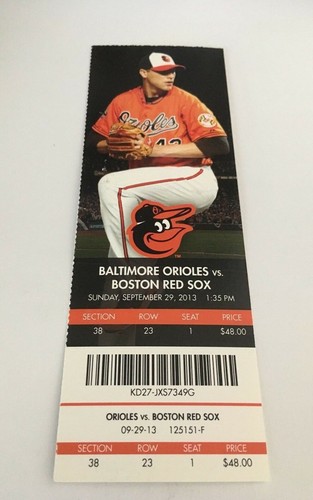 Orioles
BALTIMORE ORIOLES VS.
BOSTON RED SOX
SUNDAY, SEPTEMBER 29, 2013 1:35 PM
SECTION ROW SEAT PRICE
38 23 1 $48.00
KD27-JXS7349G
ORIOLES VS. BOSTON RED SOX
09-29-13 125151-F
SECTION ROW SEAT PRICE
38 23 1 $48.00